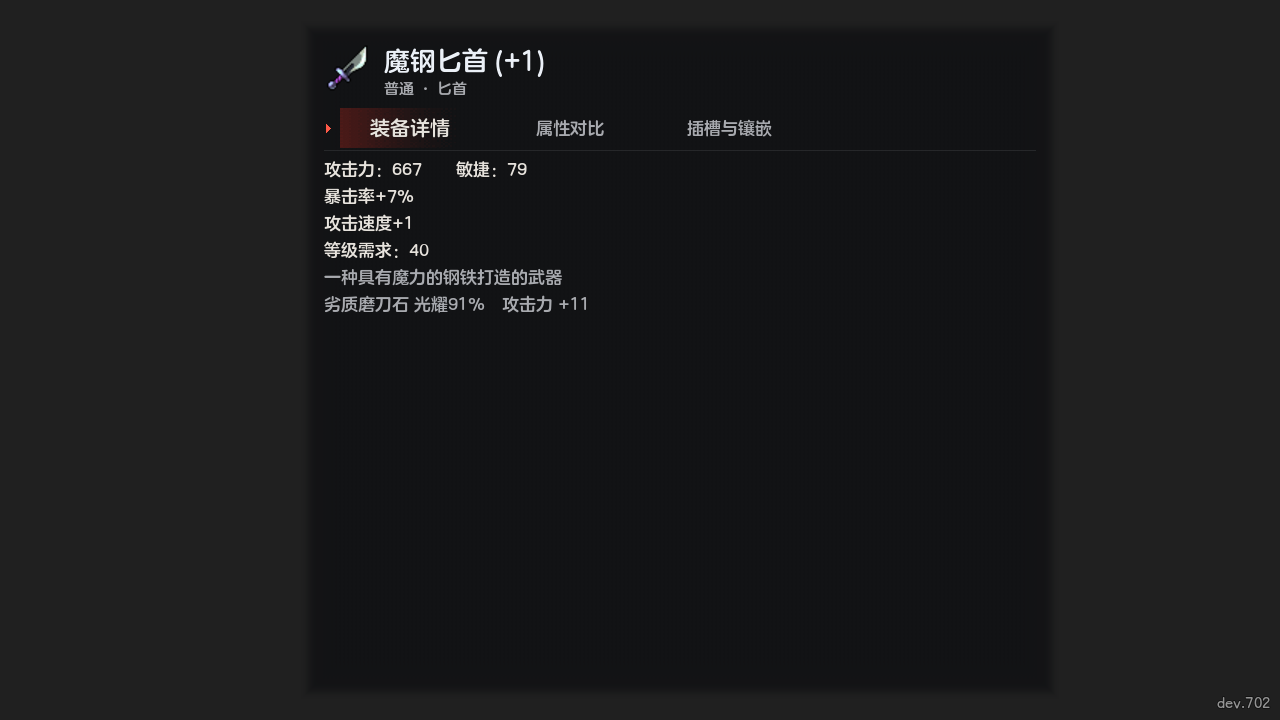 魔钢匕首 (+1)
普通 · 匕首
装备详情 属性对比 插槽与镶嵌
攻击力: 667 敏捷: 79
暴击率+7%
攻击速度+1
等级需求: 40
一种具有魔力的钢铁打造的武器
劣质磨刀石 光耀91% 攻击力 +11
dev.702